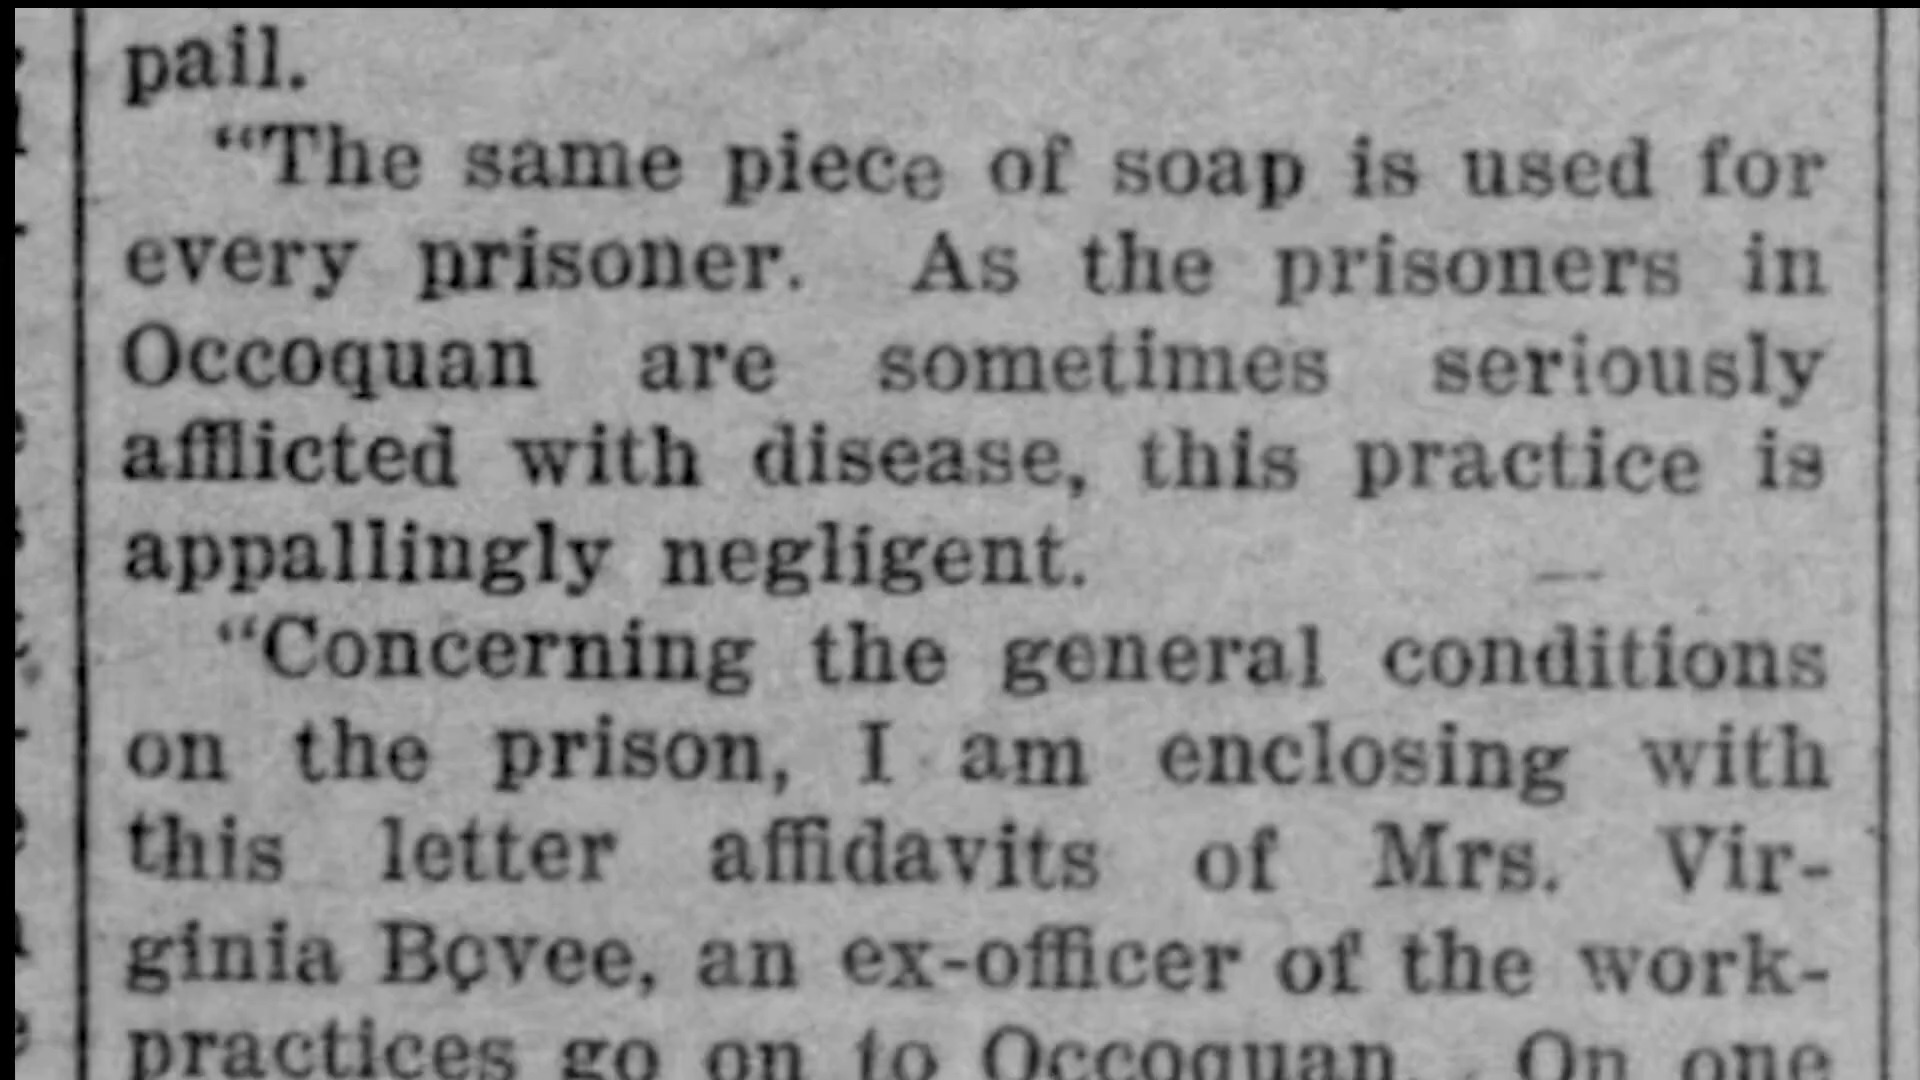 pail.
“The same piece of soap is used for
every prisoner. As the prisoners in
Occoquan are sometimes seriously
afflicted with disease, this practice is
appallingly negligent.
“Concerning the general conditions
on the prison, I am enclosing with
this letter affidavits of Mrs. Vir-
ginia Bovee, an ex-officer of the work-
practices go on to Occoquan. On one